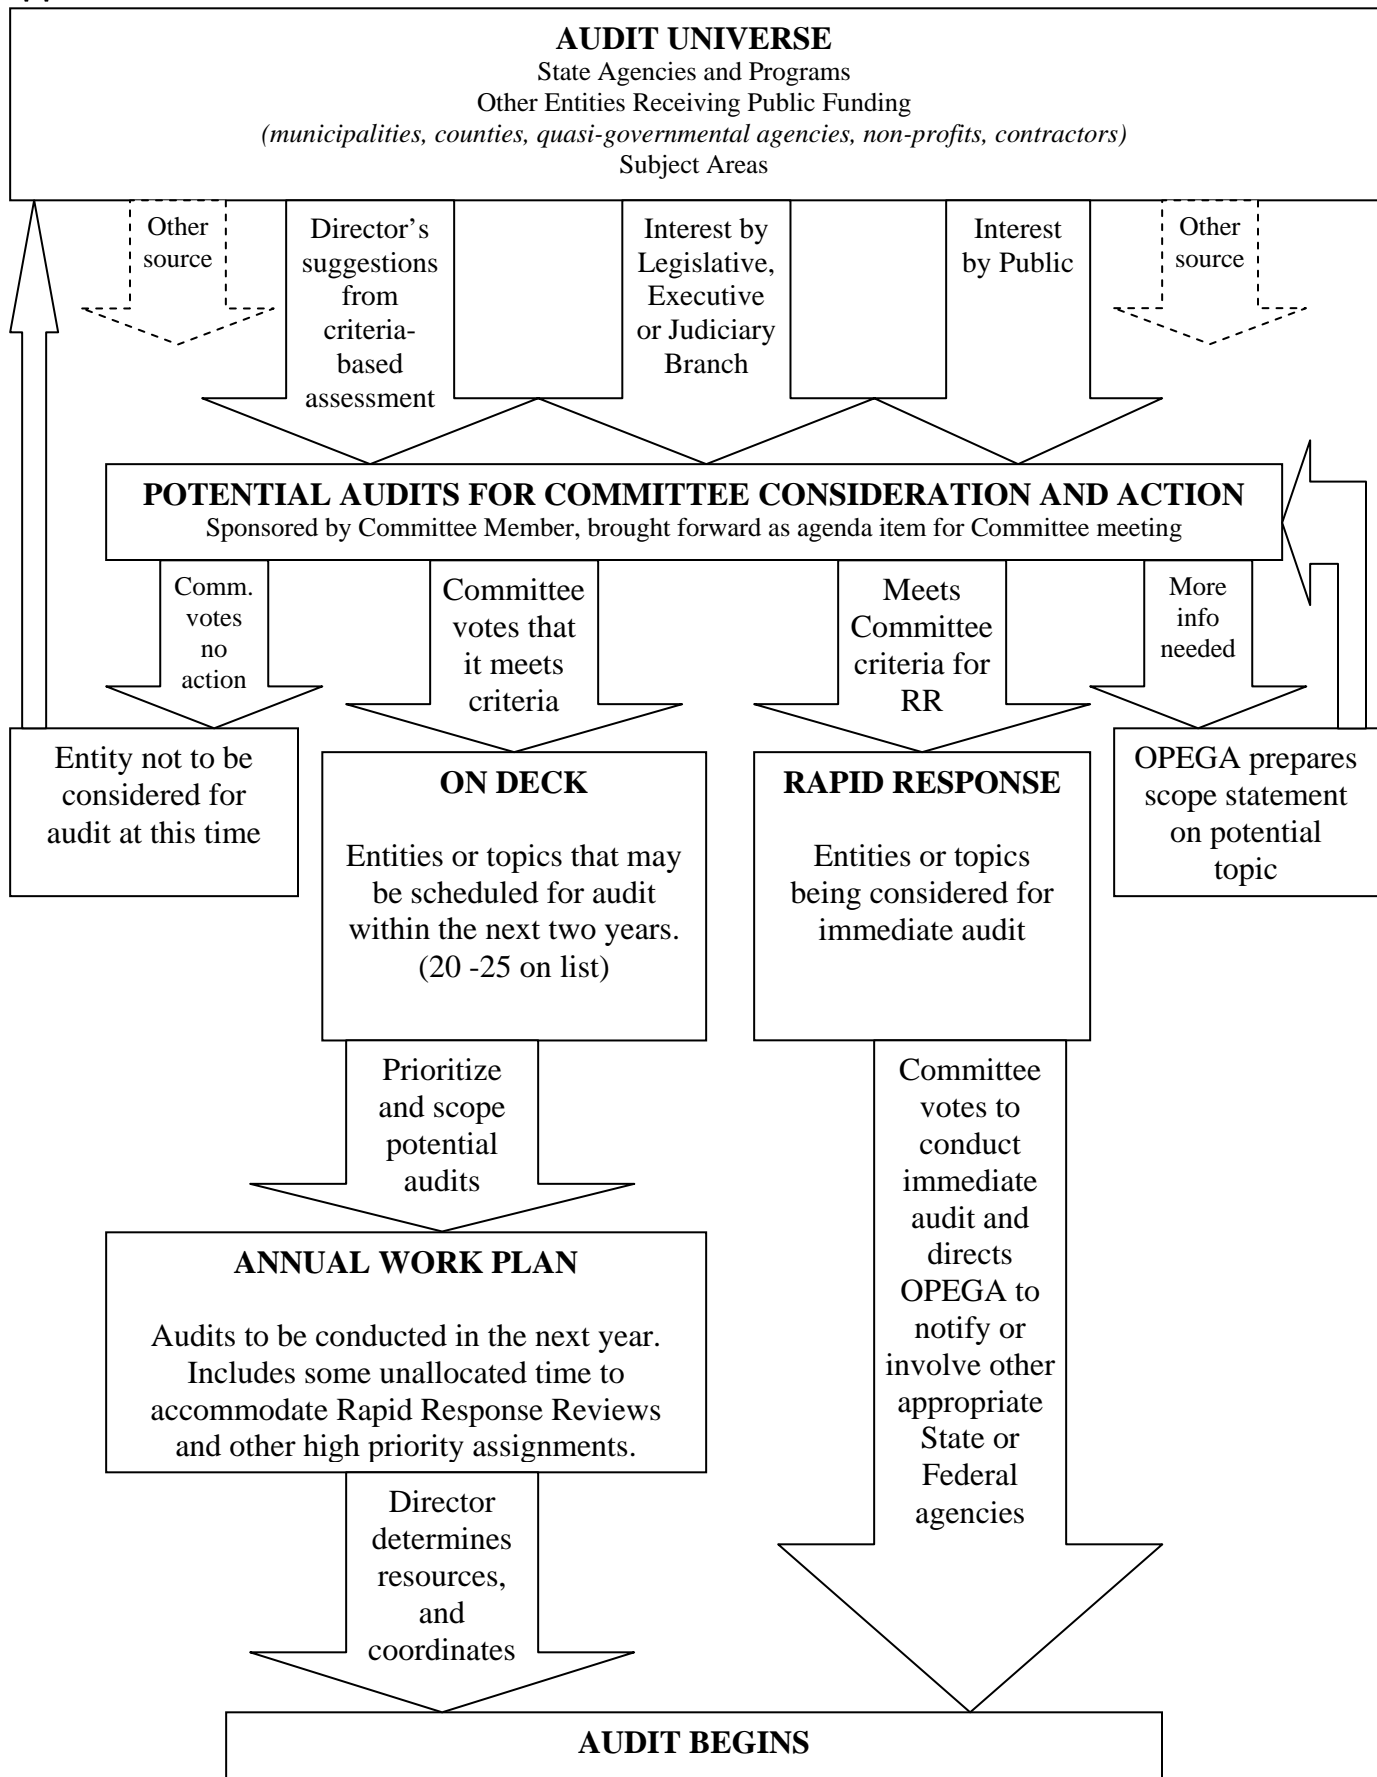 AUDIT UNIVERSE
State Agencies and Programs
Other Entities Receiving Public Funding
(municipalities, counties, quasi-governmental agencies, non-profits, contractors)
Subject Areas
Other
source
Director’s
suggestions
from
criteria-
based
assessment
Interest by
Legislative,
Executive
or Judiciary
Branch
Interest
by Public
Other
source
POTENTIAL AUDITS FOR COMMITTEE CONSIDERATION AND ACTION
Sponsored by Committee Member, brought forward as agenda item for Committee meeting
Comm.
votes
no
action
Committee
votes that
it meets
criteria
Meets
Committee
criteria for
RR
More
info
needed
Entity not to be
considered for
audit at this time
ON DECK
Entities or topics that may
be scheduled for audit
within the next two years.
(20 -25 on list)
RAPID RESPONSE
Entities or topics
being considered for
immediate audit
OPEGA prepares
scope statement
on potential
topic
Prioritize
and scope
potential
audits
Committee
votes to
conduct
immediate
audit and
directs
OPEGA to
notify or
involve other
appropriate
State or
Federal
agencies
ANNUAL WORK PLAN
Audits to be conducted in the next year.
Includes some unallocated time to
accommodate Rapid Response Reviews
and other high priority assignments.
Director
determines
resources,
and
coordinates
AUDIT BEGINS